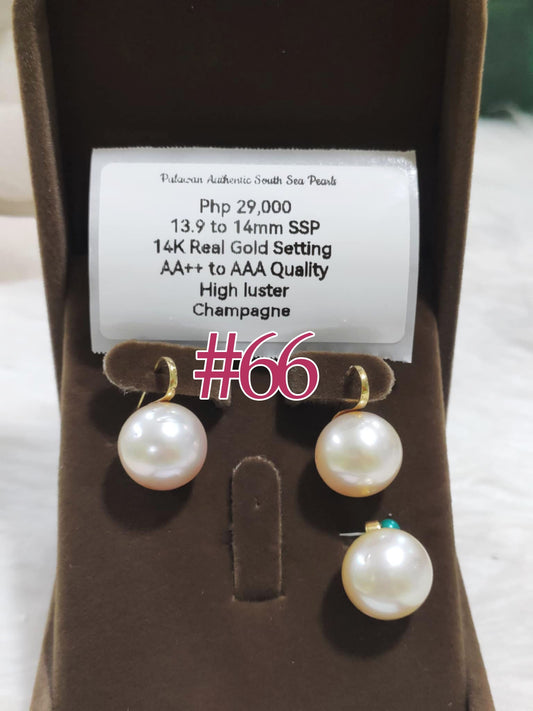 Palawan Authentic South Sea Pearls
Php 29,000
13.9 to 14mm SSP
14K Real Gold Setting
AA++ to AAA Quality
High luster
Champagne
#66